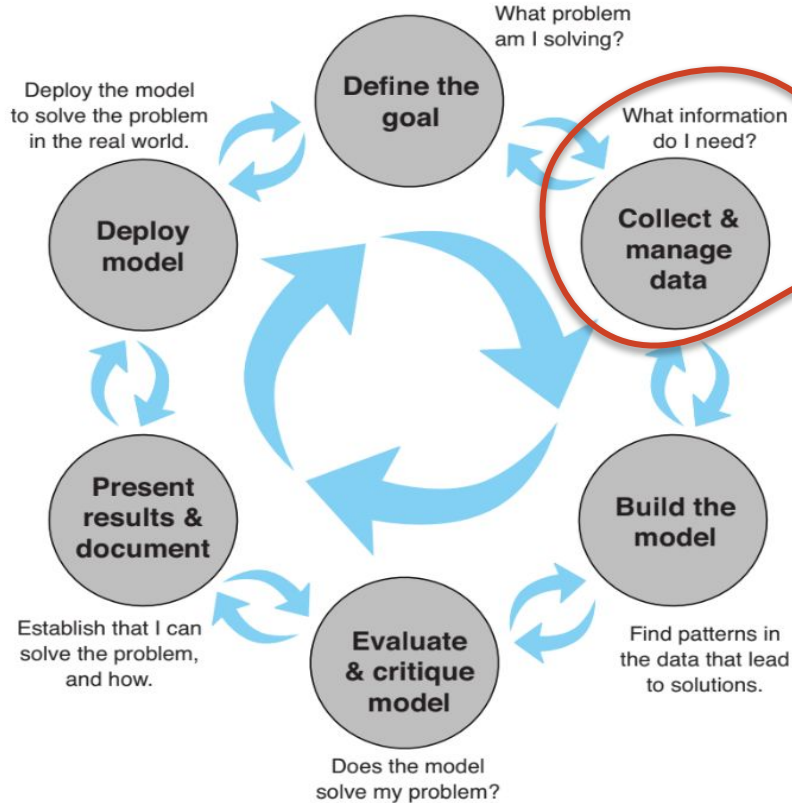 What problem
am I solving?
Define the
goal
What information
do I need?
Collect &
manage
data
Build the
model
Find patterns in
the data that lead
to solutions.
Evaluate
& critique
model
Does the model
solve my problem?
Present
results &
document
Establish that I can
solve the problem,
and how.
Deploy
model
Deploy the model
to solve the problem
in the real world.